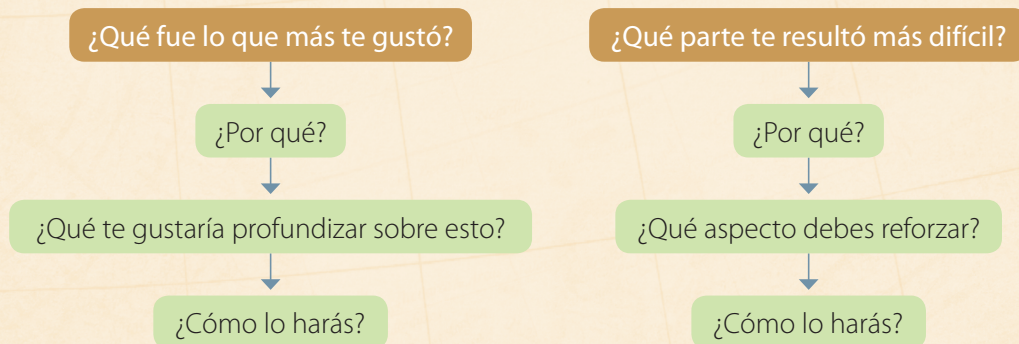 ¿Qué fue lo que más te gustó?
¿Por qué?
¿Qué te gustaría profundizar sobre esto?
¿Cómo lo harás?
¿Qué parte te resultó más difícil?
¿Por qué?
¿Qué aspecto debes reforzar?
¿Cómo lo harás?